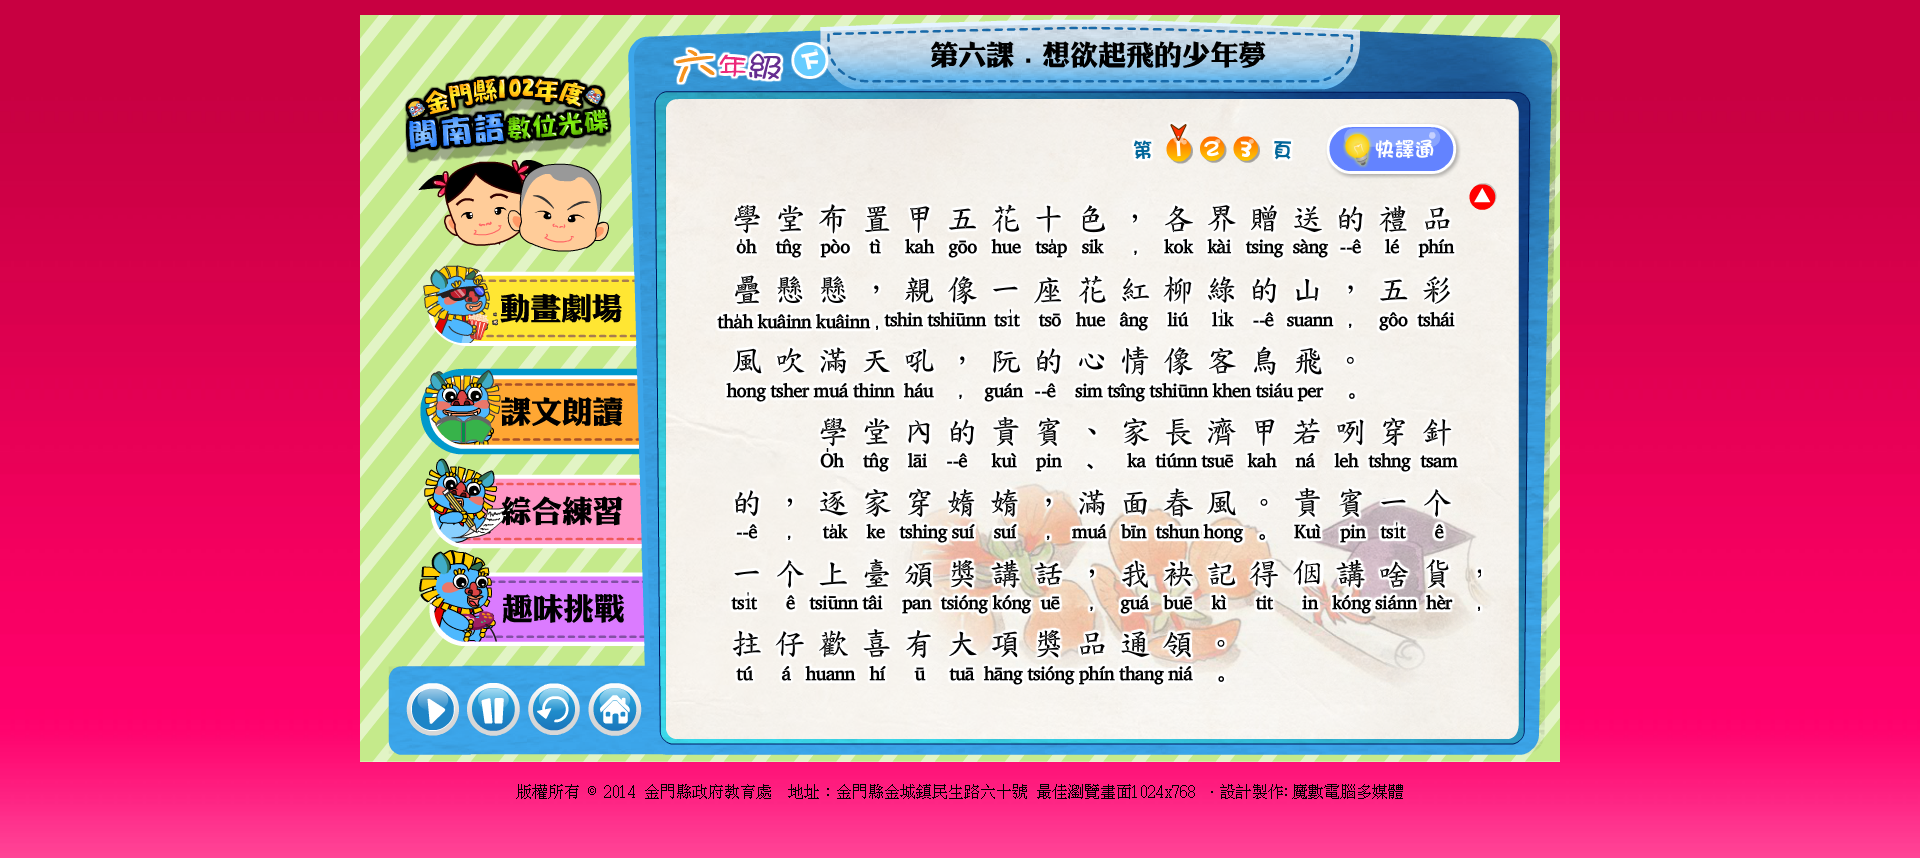 第六課．想欲起飛的少年夢
六年級 下
金門縣102年度
閩南語數位光碟
第 1 2 3 頁
快譯通
動畫劇場
課文朗讀
綜合練習
趣味挑戰
學堂布置甲五花十色，各界贈送的禮品
o̍h tn̂g pòo tì kah gōo hue tsa̍p sik , kok kài tsing sàng --ê lé phín
疊懸懸，親像一座花紅柳綠的山，五彩
tha̍h kuâinn kuâinn , tshin tshiūnn tsi̍t tsō hue âng liú li̍k --ê suann , gôo tshái
風吹滿天吼，阮的心情像客鳥飛。
hong tsher muá thinn háu , guán --ê sim tsîng tshiūnn khen tsiáu per 。
學堂內的貴賓、家長濟甲若咧穿針
O̍h tn̂g lāi --ê kuì pin 、 ka tiúnn tsuē kah ná leh tshng tsam
的，逐家穿媠媠，滿面春風。貴賓一个
--ê , ta̍k ke tshing suí suí , muá bīn tshun hong 。 Kuì pin tsi̍t ê
一个上臺頒獎講話，我袂記得個講啥貨，
tsi̍t ê tsiūnn tâi pan tsióng kóng uē , guá buē kì tit in kóng siánn hèr ,
拄仔歡喜有大項獎品通領。
tú á huann hí ū tuā hāng tsióng phín thang niá 。
版權所有 © 2014 金門縣政府教育處 地址：金門縣金城鎮民生路六十號 最佳瀏覽畫面1024x768 ．設計製作:魔數電腦多媒體